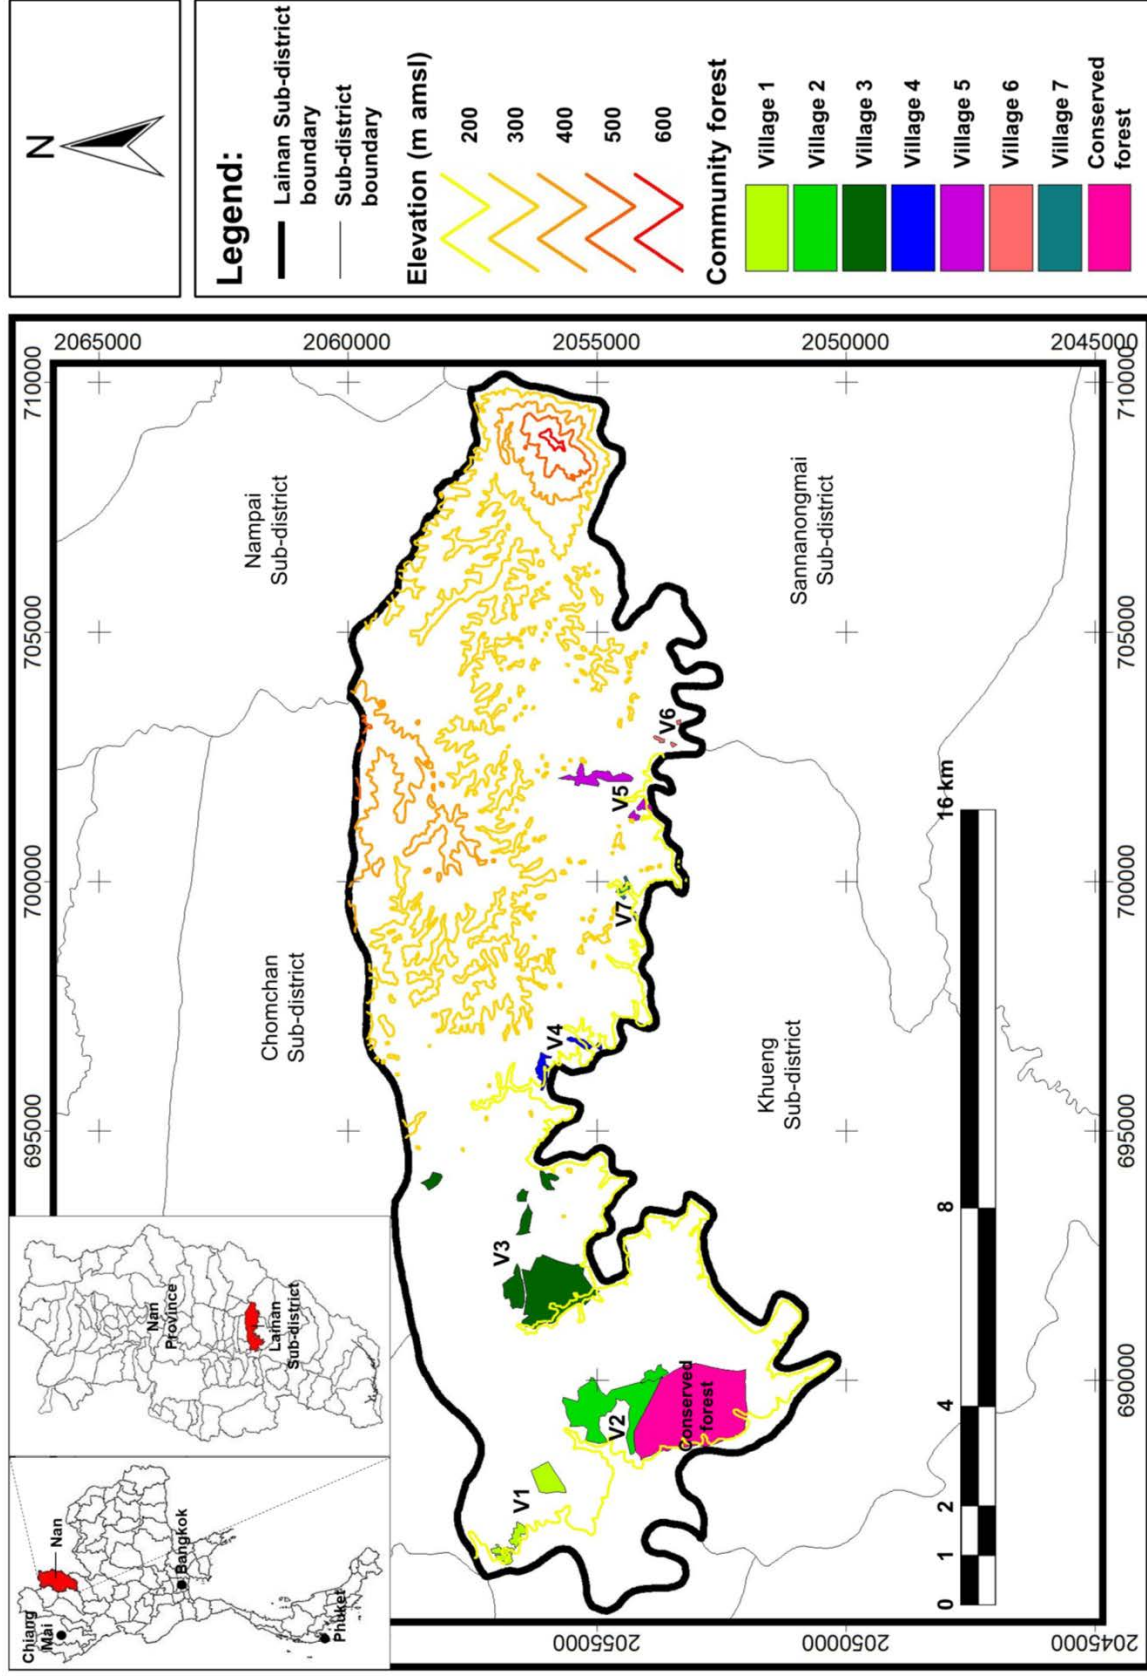 Chiang
Mai
Nan
Bangkok
Phuket
Nan
Province
Lainan
Sub-district
695000
700000
705000
710000
2065000
2060000
2055000
2050000
2045000
Chomchan
Sub-district
Nampai
Sub-district
V1
V2
V3
V4
V7
V5
V6
Conserved
forest
Khueng
Sub-district
Sannanongmai
Sub-district
0
1
2
4
8
16 km
2055000
2050000
2045000
690000
695000
700000
705000
710000
N
Legend:
Lainan Sub-district
boundary
Sub-district
boundary
Elevation (m amsl)
200
300
400
500
600
Community forest
Village 1
Village 2
Village 3
Village 4
Village 5
Village 6
Village 7
Conserved
forest